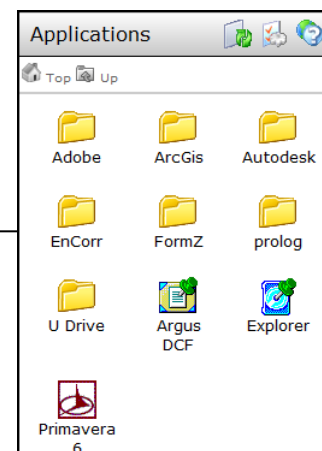 Applications
Top Up
Adobe ArcGis Autodesk
EnCorr FormZ prolog
U Drive Argus DCF Explorer
Primavera 6